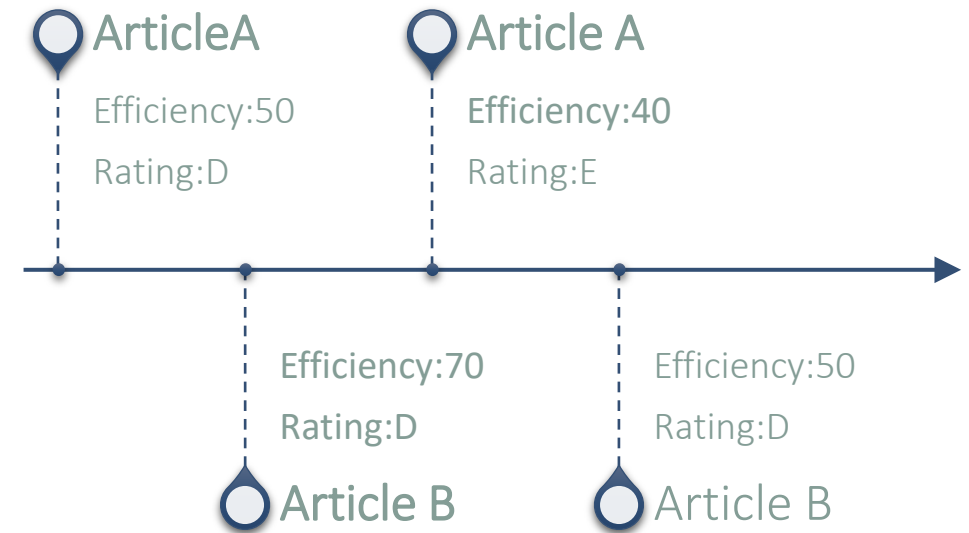 ArticleA
Efficiency:50
Rating:D
Article A
Efficiency:40
Rating:E
Efficiency:70
Rating:D
Article B
Efficiency:50
Rating:D
Article B